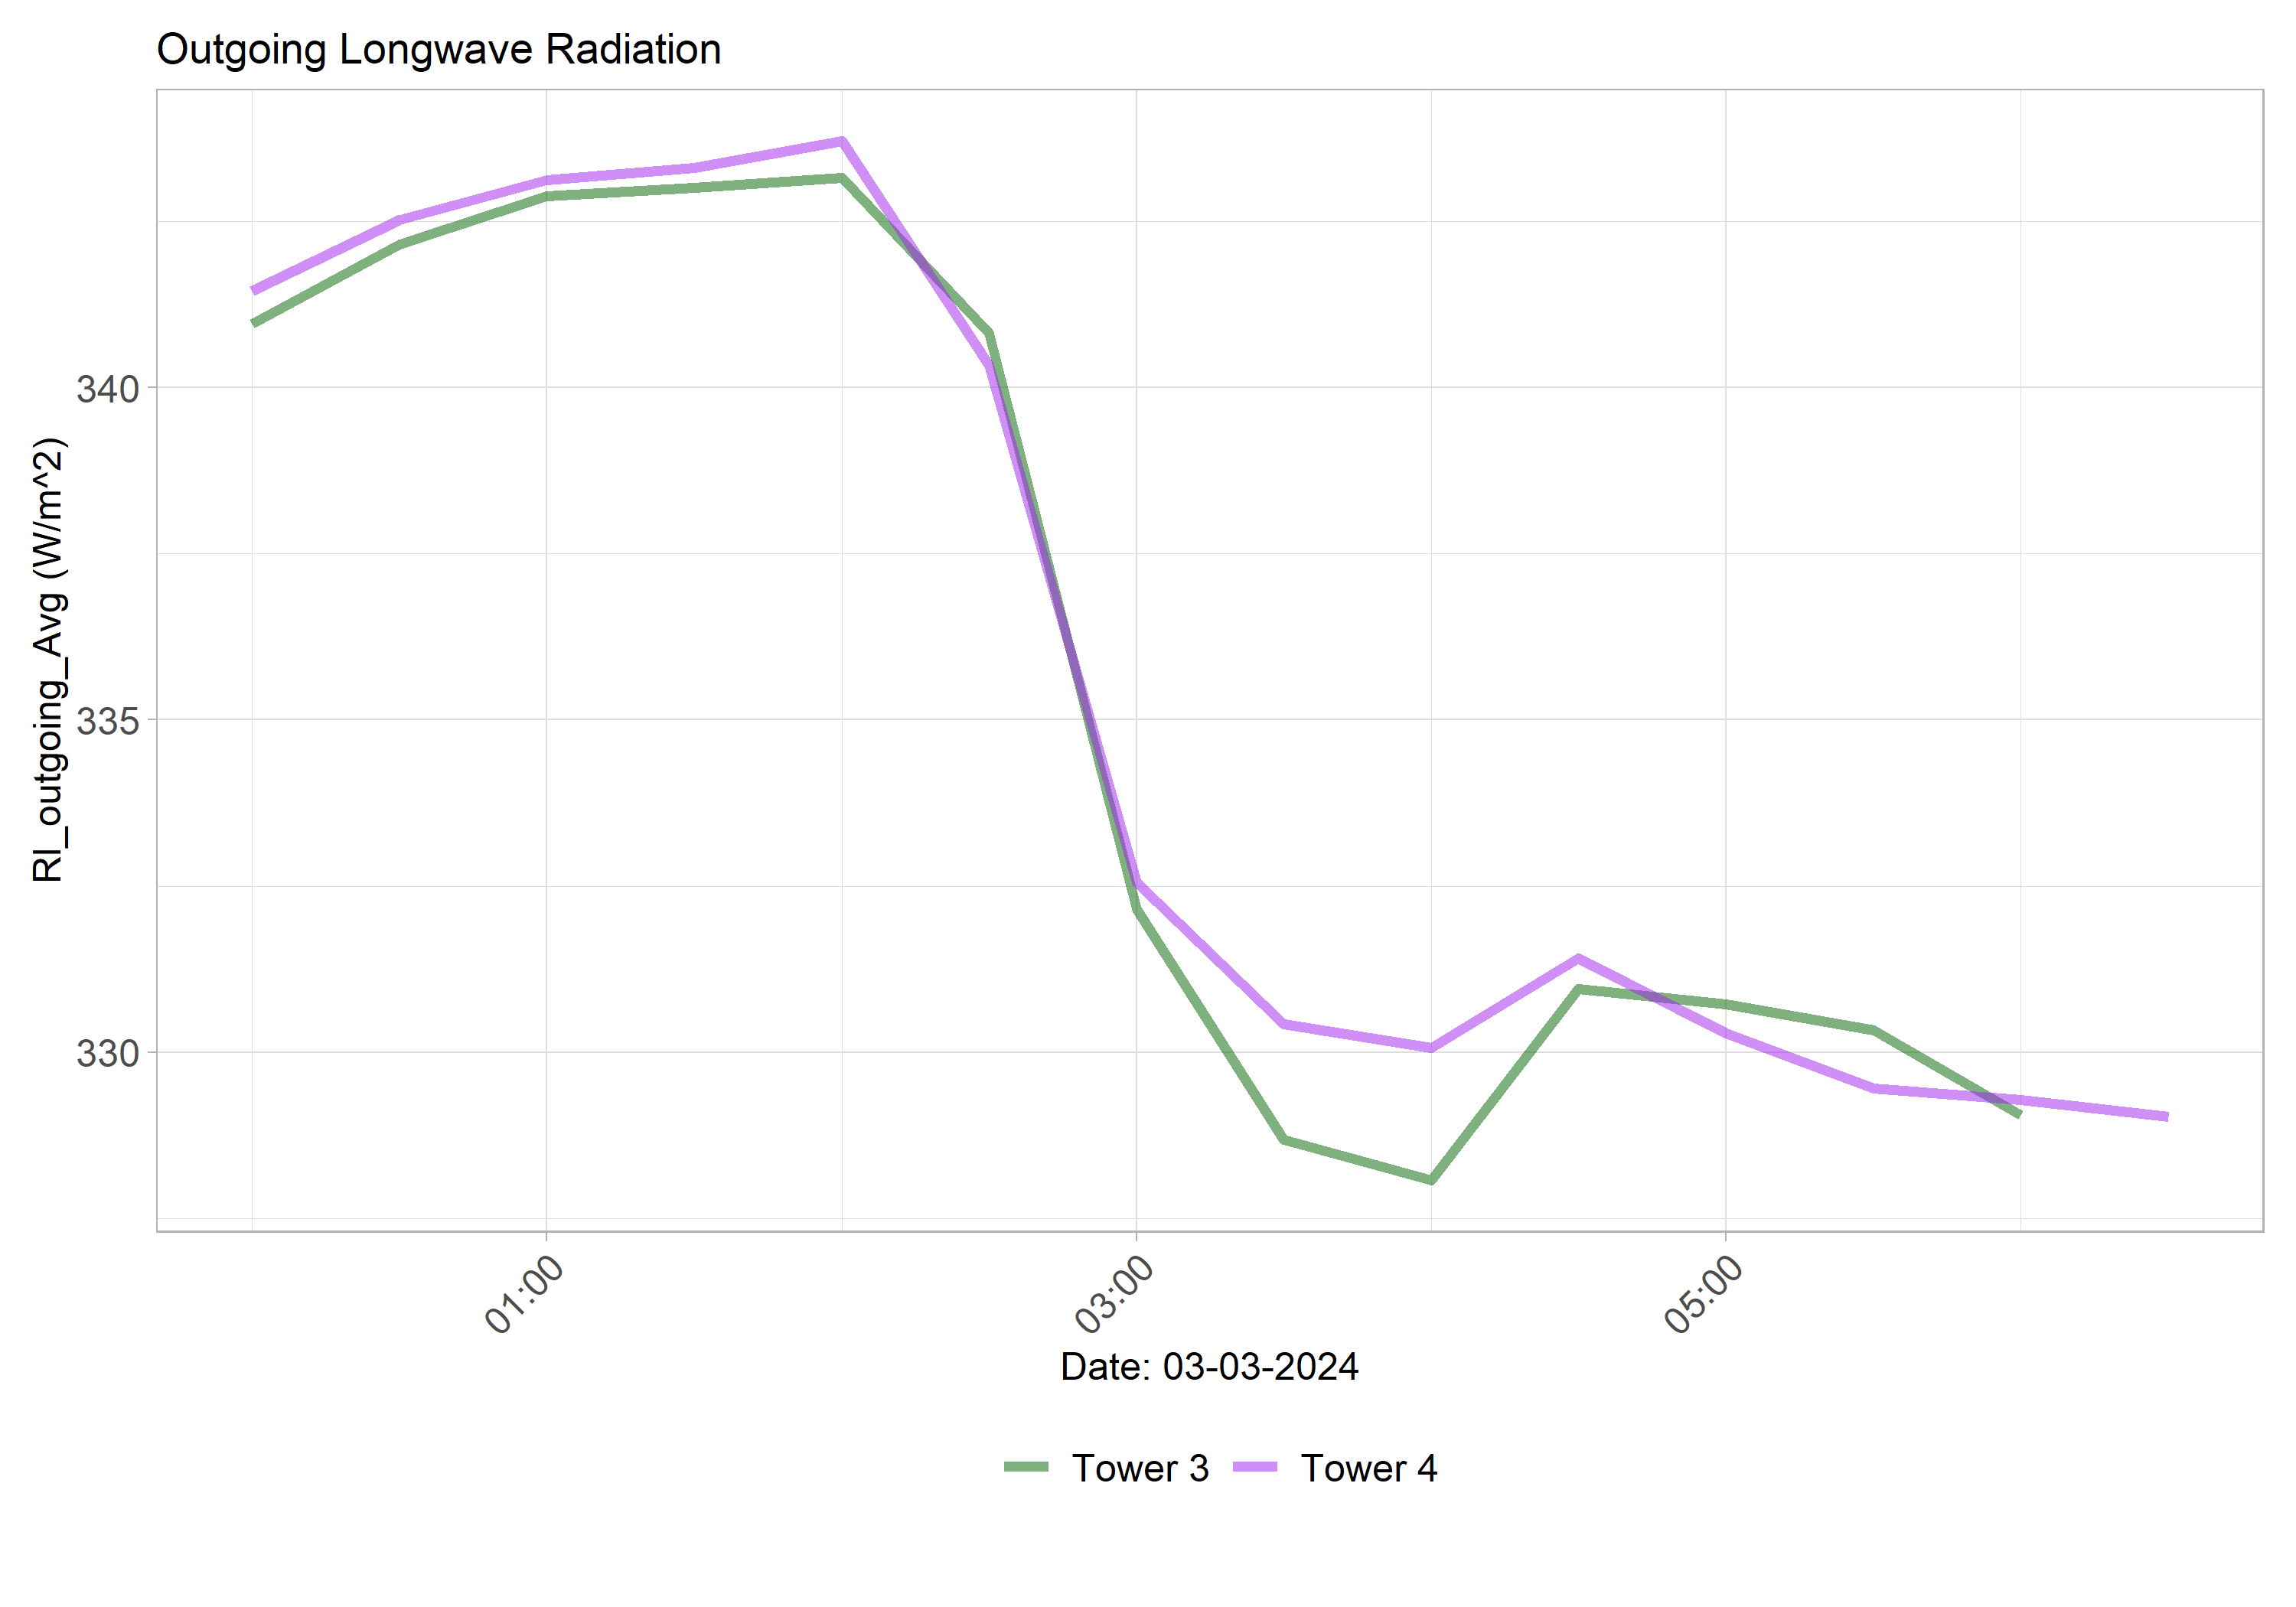 Outgoing Longwave Radiation
Rl_outgoing_Avg (W/m^2)
340
335
330
01:00
03:00
05:00
Date: 03-03-2024
Tower 3
Tower 4